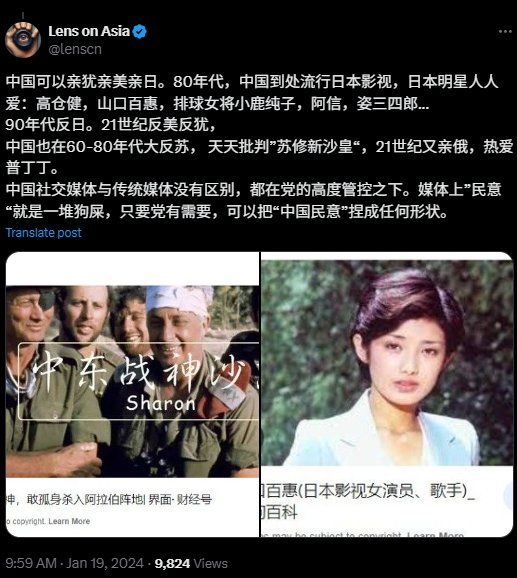 Lens on Asia
@lenscn
中国可以亲犹亲美亲日。80年代，中国到处流行日本影视，日本明星人人
爱：高仓健，山口百惠，排球女将小鹿纯子，阿信，姿三四郎...
90年代反日。21世纪反美反犹，
中国也在60-80年代大反苏， 天天批判”苏修新沙皇“，21世纪又亲俄，热爱
普丁丁。
中国社交媒体与传统媒体没有区别，都在党的高度管控之下。媒体上”民意
“就是一堆狗屎，只要党有需要，可以把“中国民意”捏成任何形状。
Translate post
中东战神沙
Sharon
神，敢孤身杀入阿拉伯阵地| 界面· 财经号
o copyright. Learn More
口百惠(日本影视女演员、歌手)_
百科
es may be subject to copyright. Learn More
9:59 AM · Jan 19, 2024 · 9,824 Views